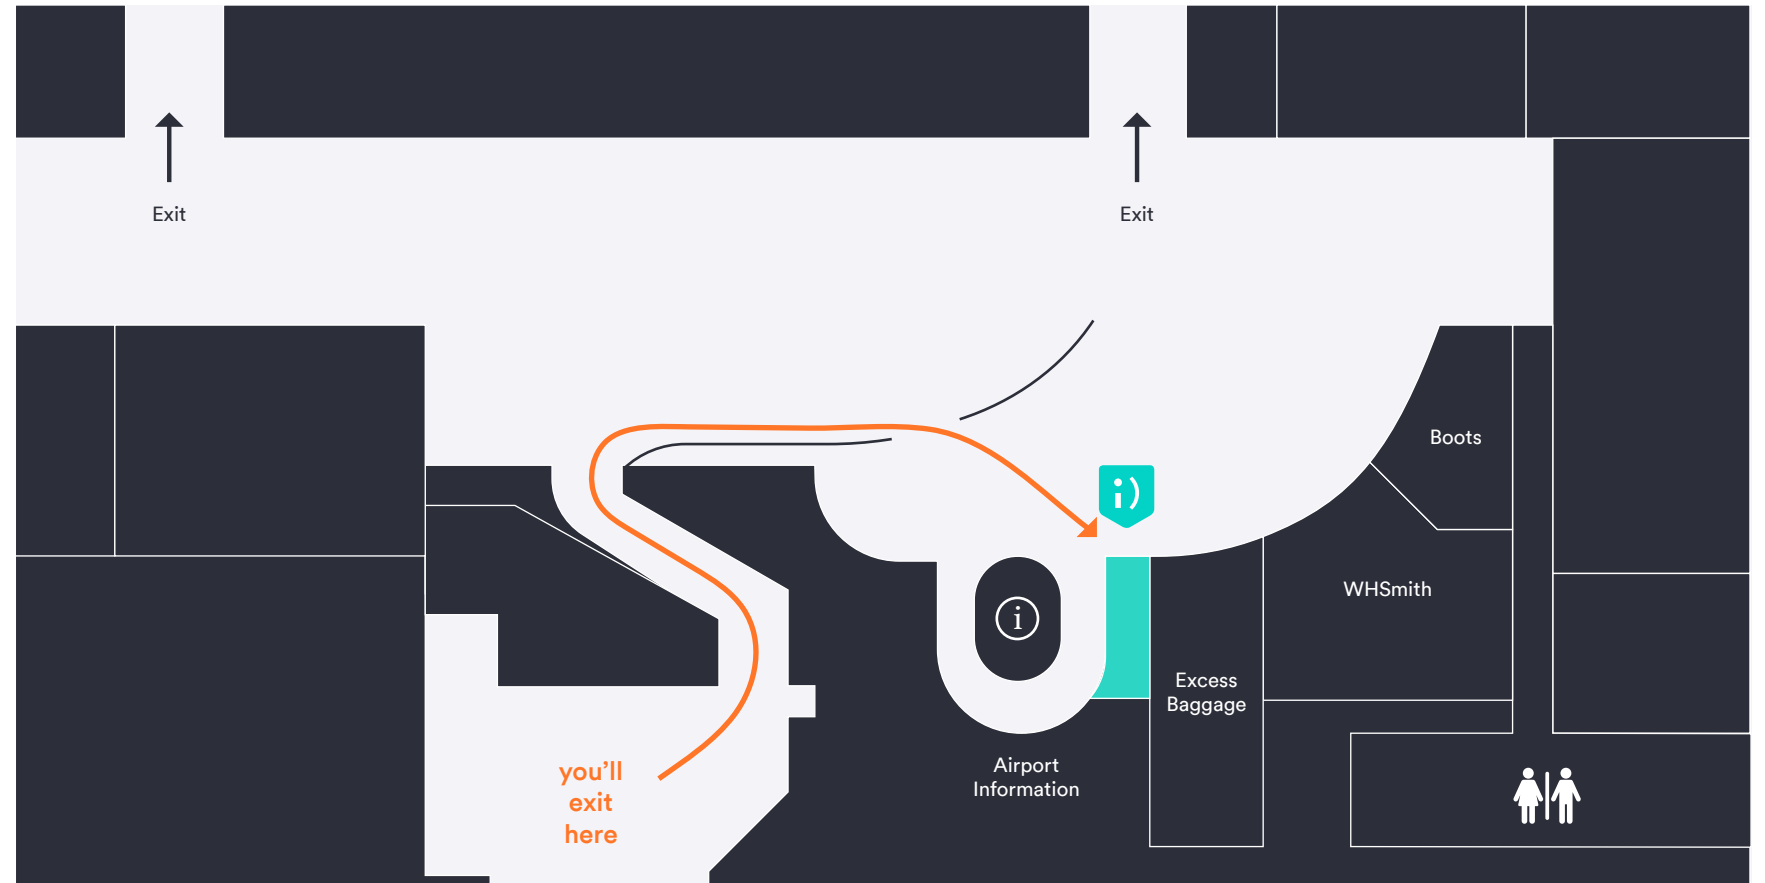 Exit
Exit
Boots
WHSmith
i
i)
Excess
Baggage
Airport
Information
you’ll
exit
here